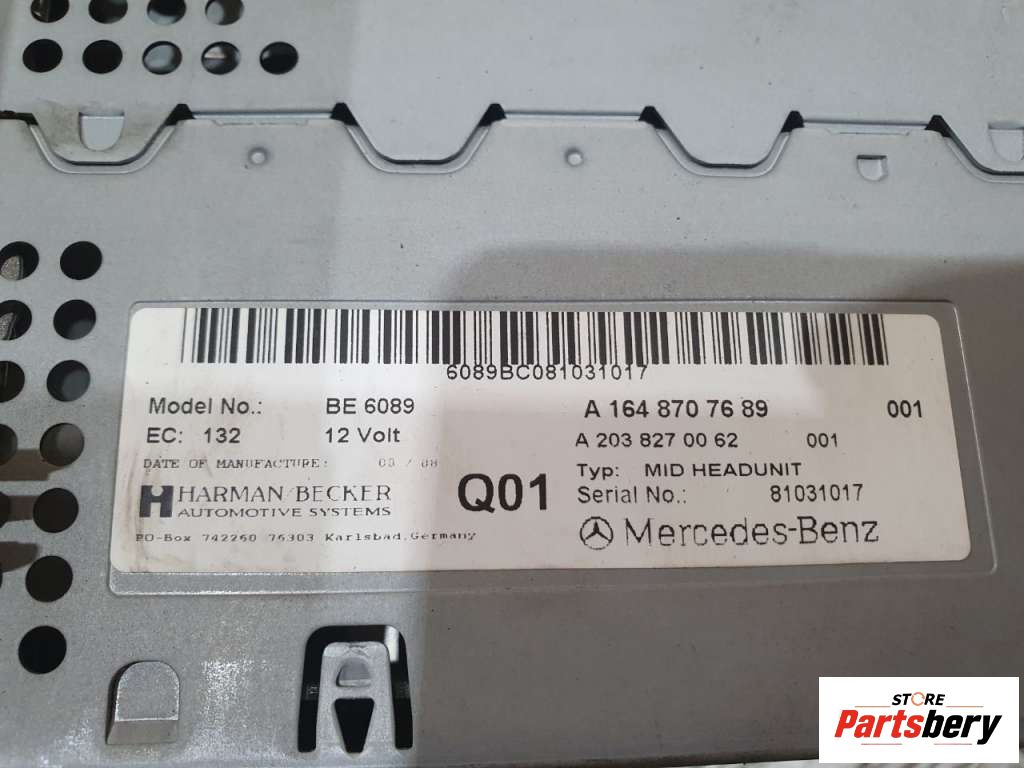 6089BC081031017
Model No.: BE 6089 A 164 870 76 89 001
EC: 132 12 Volt A 203 827 00 62 001
DATE OF MANUFACTURE: / 08 Typ: MID HEADUNIT
HARMAN/BECKER Q01 Serial No.: 81031017
AUTOMOTIVE SYSTEMS Mercedes-Benz
PO-Box 742260 76303 Karlsbad, Germany
STORE
Partsbery